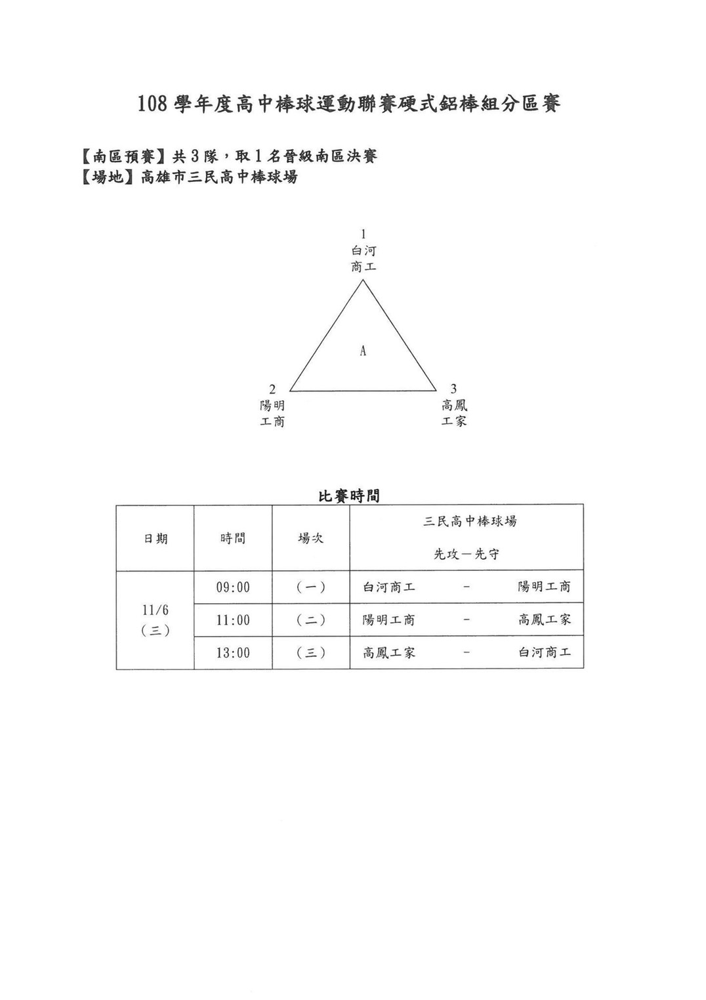 108 學年度高中棒球運動聯賽硬式鋁棒組分區賽
【南區預賽】共 3 隊，取 1 名晉級南區決賽
【場地】高雄市三民高中棒球場
1
白河
商工
A
2
陽明
工商
3
高鳳
工家
比賽時間
日期 時間 場次 三民高中棒球場
先攻－先守
11/6
（三）
09:00 （一） 白河商工 － 陽明工商
11:00 （二） 陽明工商 － 高鳳工家
13:00 （三） 高鳳工家 － 白河商工